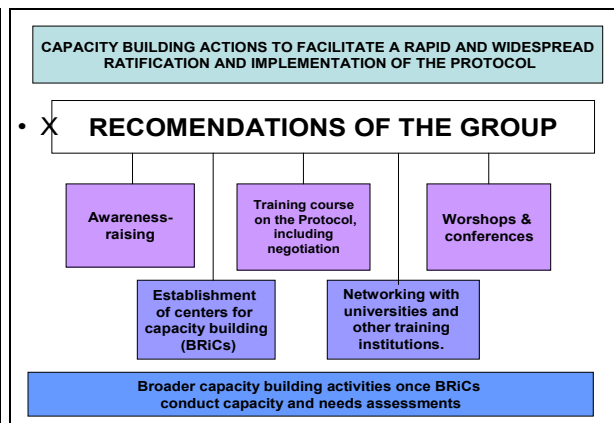 CAPACITY BUILDING ACTIONS TO FACILITATE A RAPID AND WIDESPREAD
RATIFICATION AND IMPLEMENTATION OF THE PROTOCOL
• X RECOMENDATIONS OF THE GROUP
Awareness-
raising
Training course
on the Protocol,
including
negotiation
Worshops &
conferences
Establishment
of centers for
capacity building
(BRiCs)
Networking with
universities and
other training
institutions.
Broader capacity building activities once BRiCs
conduct capacity and needs assessments